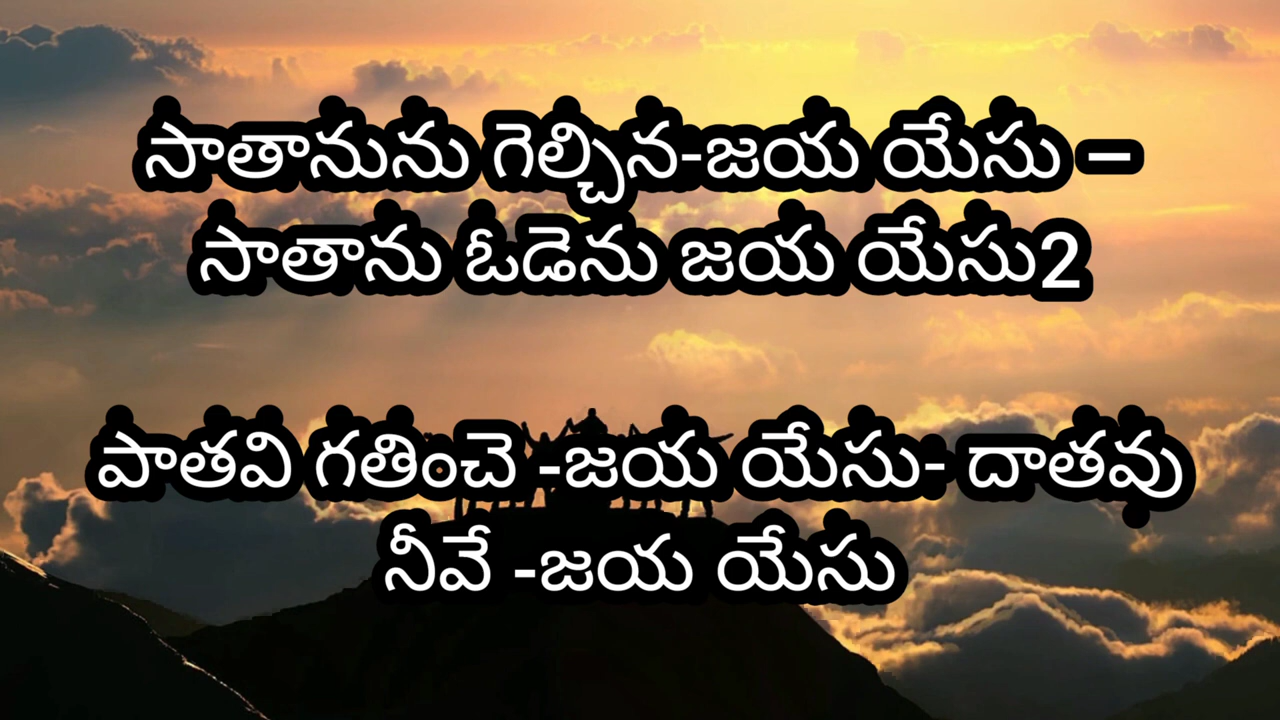 సాతానును గెల్చిన-జయ యేసు –
సాతాను ఓడెను జయ యేసు2
పాతవి గతించె -జయ యేసు- దాతవు
నీవే -జయ యేసు